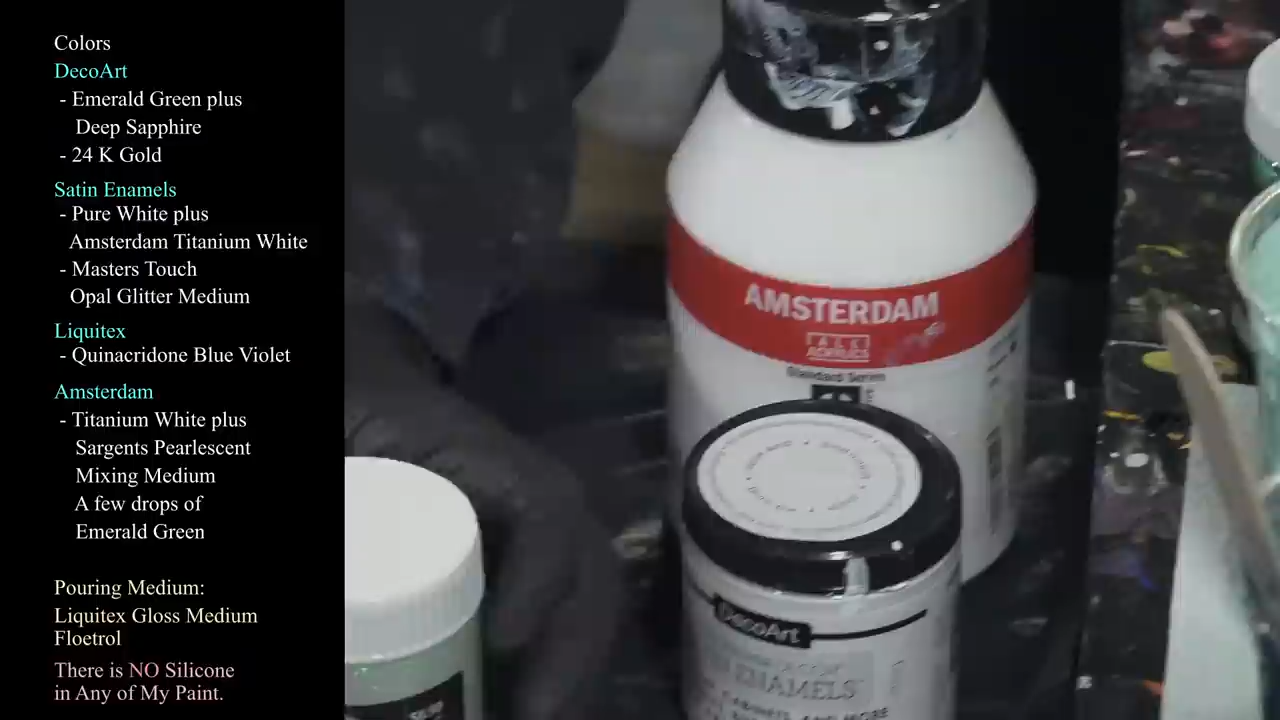 Colors
DecoArt
- Emerald Green plus
Deep Sapphire
- 24 K Gold
Satin Enamels
- Pure White plus
Amsterdam Titanium White
- Masters Touch
Opal Glitter Medium
Liquitex
- Quinacridone Blue Violet
Amsterdam
- Titanium White plus
Sargents Pearlescent
Mixing Medium
A few drops of
Emerald Green
Pouring Medium:
Liquitex Gloss Medium
Floetrol
There is NO Silicone
in Any of My Paint.
AMSTERDAM
ACRYLICS
Standard Series
DecoArt
ENAMELS
AND MORE